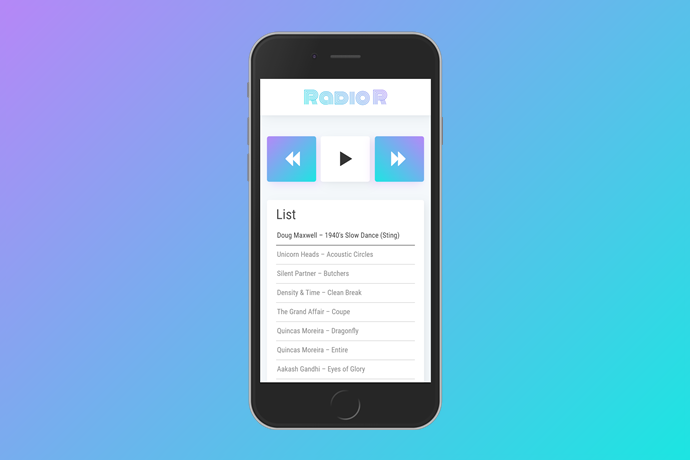 Radio R
List
Doug Maxwell – 1940's Slow Dance (Sting)
Unicorn Heads – Acoustic Circles
Silent Partner – Butchers
Density & Time – Clean Break
The Grand Affair – Coupe
Quincas Moreira – Dragonfly
Quincas Moreira – Entire
Aakash Gandhi – Eyes of Glory